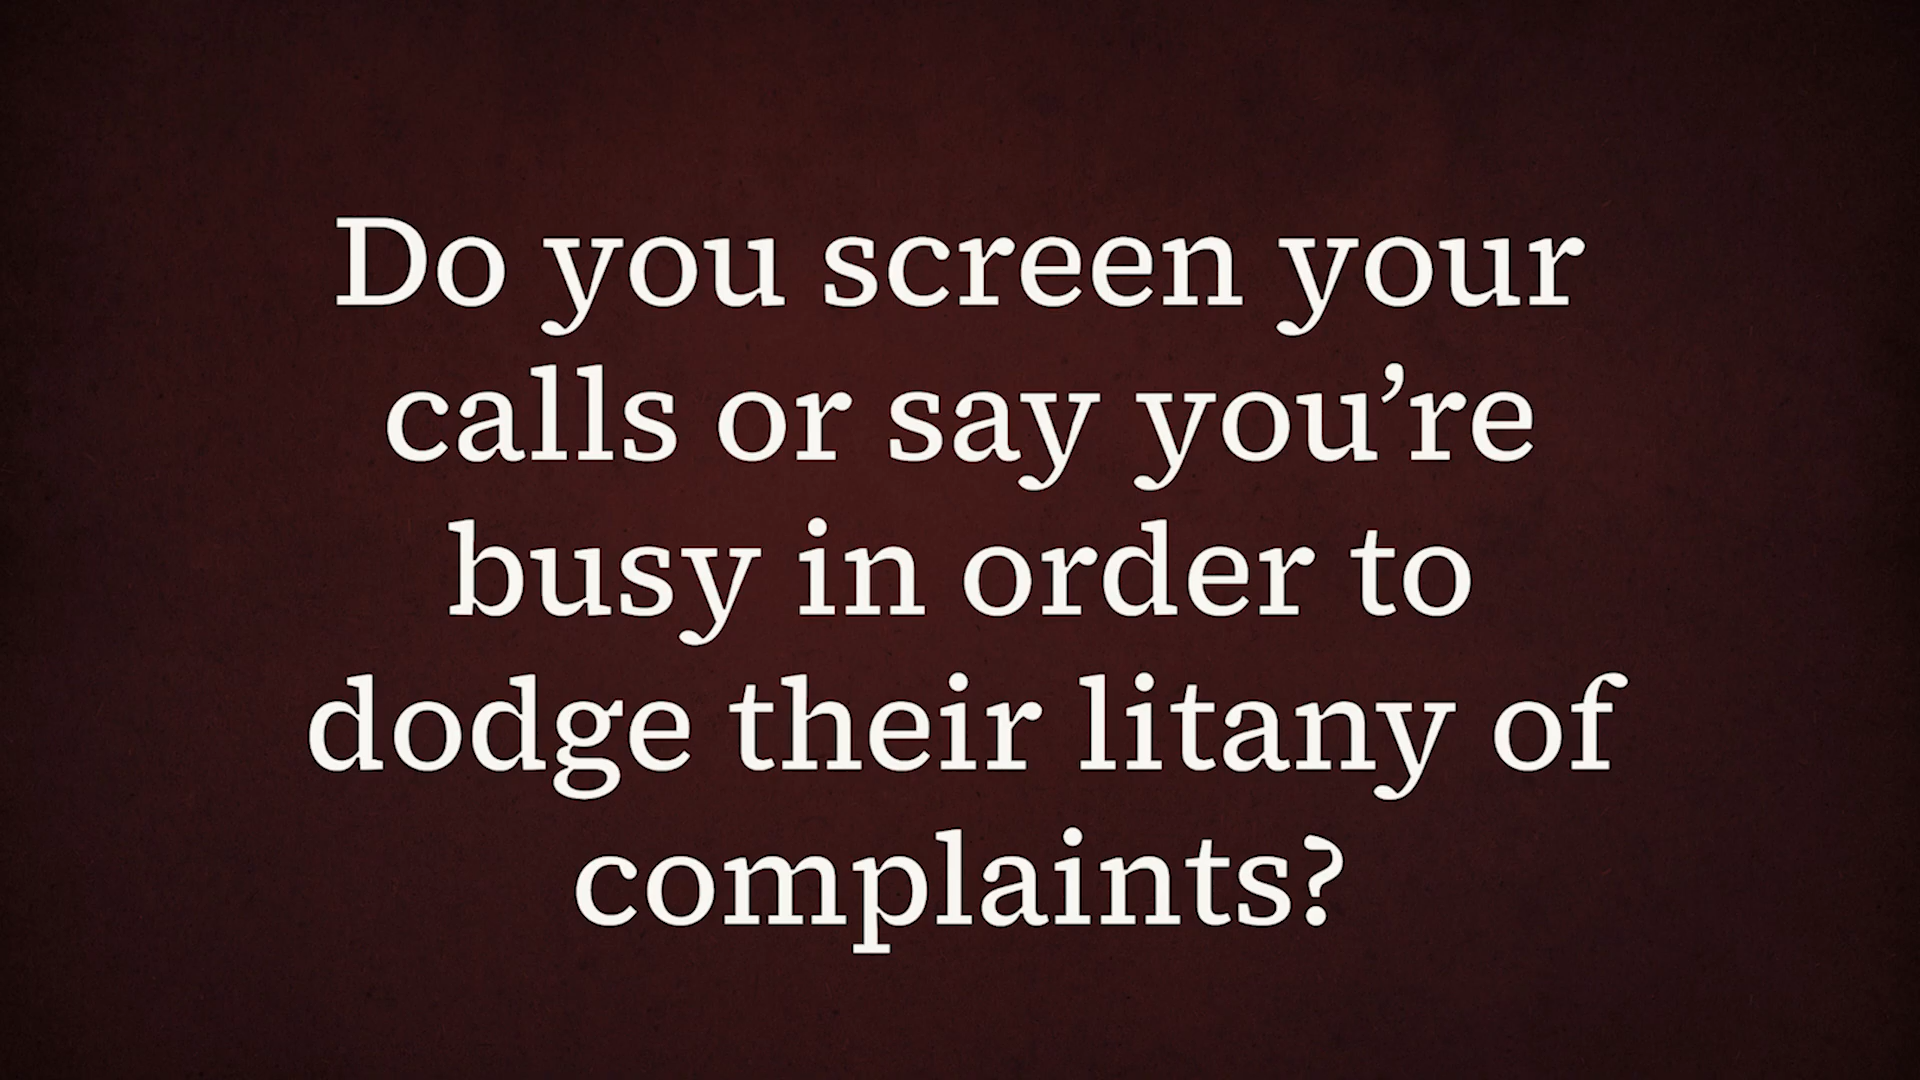 Do you screen your
calls or say you’re
busy in order to
dodge their litany of
complaints?